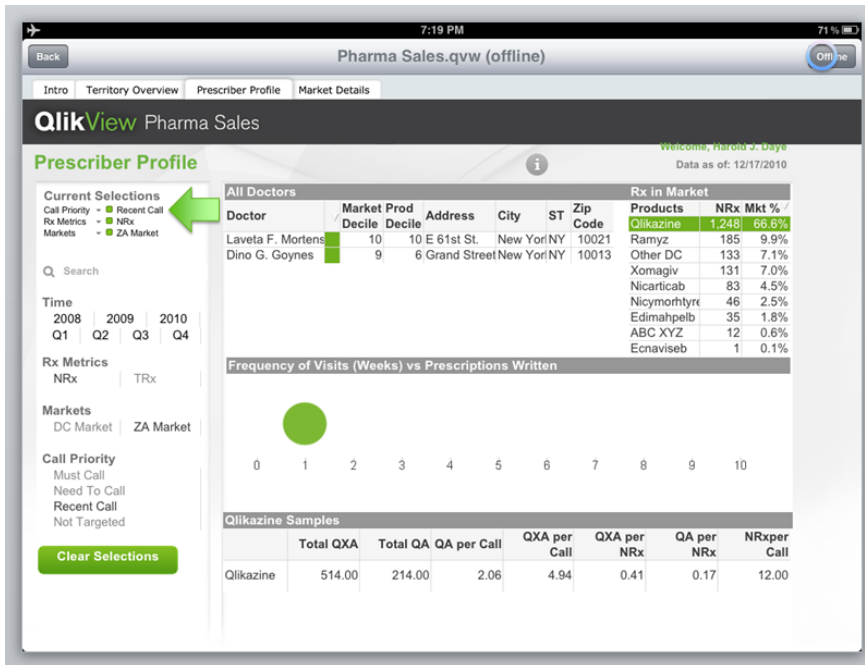 7:19 PM
71 %
Back
Pharma Sales.qvw (offline)
Offline
Intro Territory Overview Prescriber Profile Market Details
QlikView Pharma Sales
Welcome, Harold J. Daye
Prescriber Profile
i
Data as of: 12/17/2010
Current Selections
Call Priority Recent Call
Rx Metrics NRx
Markets ZA Market
Search
Time
2008 2009 2010
Q1 Q2 Q3 Q4
Rx Metrics
NRx TRx
Markets
DC Market ZA Market
Call Priority
Must Call
Need To Call
Recent Call
Not Targeted
Clear Selections
All Doctors
Doctor Market Decile Prod Decile Address City ST Zip Code
Laveta F. Mortens 10 10 E 61st St. New Yor NY 10021
Dino G. Goynes 9 6 Grand Street New Yor NY 10013
Rx in Market
Products NRx Mkt %
Qlikazine 1,248 66.6%
Ramyz 185 9.9%
Other DC 133 7.1%
Xomagiv 131 7.0%
Nicarticab 83 4.5%
Nicymorhtyre 46 2.5%
Edimahpelb 35 1.8%
ABC XYZ 12 0.6%
Ecnaviseb 1 0.1%
Frequency of Visits (Weeks) vs Prescriptions Written
0 1 2 3 4 5 6 7 8 9 10
Qlikazine Samples
Total QXA Total QA QA per Call QXA per Call QXA per NRx QA per NRx NRxper Call
Qlikazine 514.00 214.00 2.06 4.94 0.41 0.17 12.00